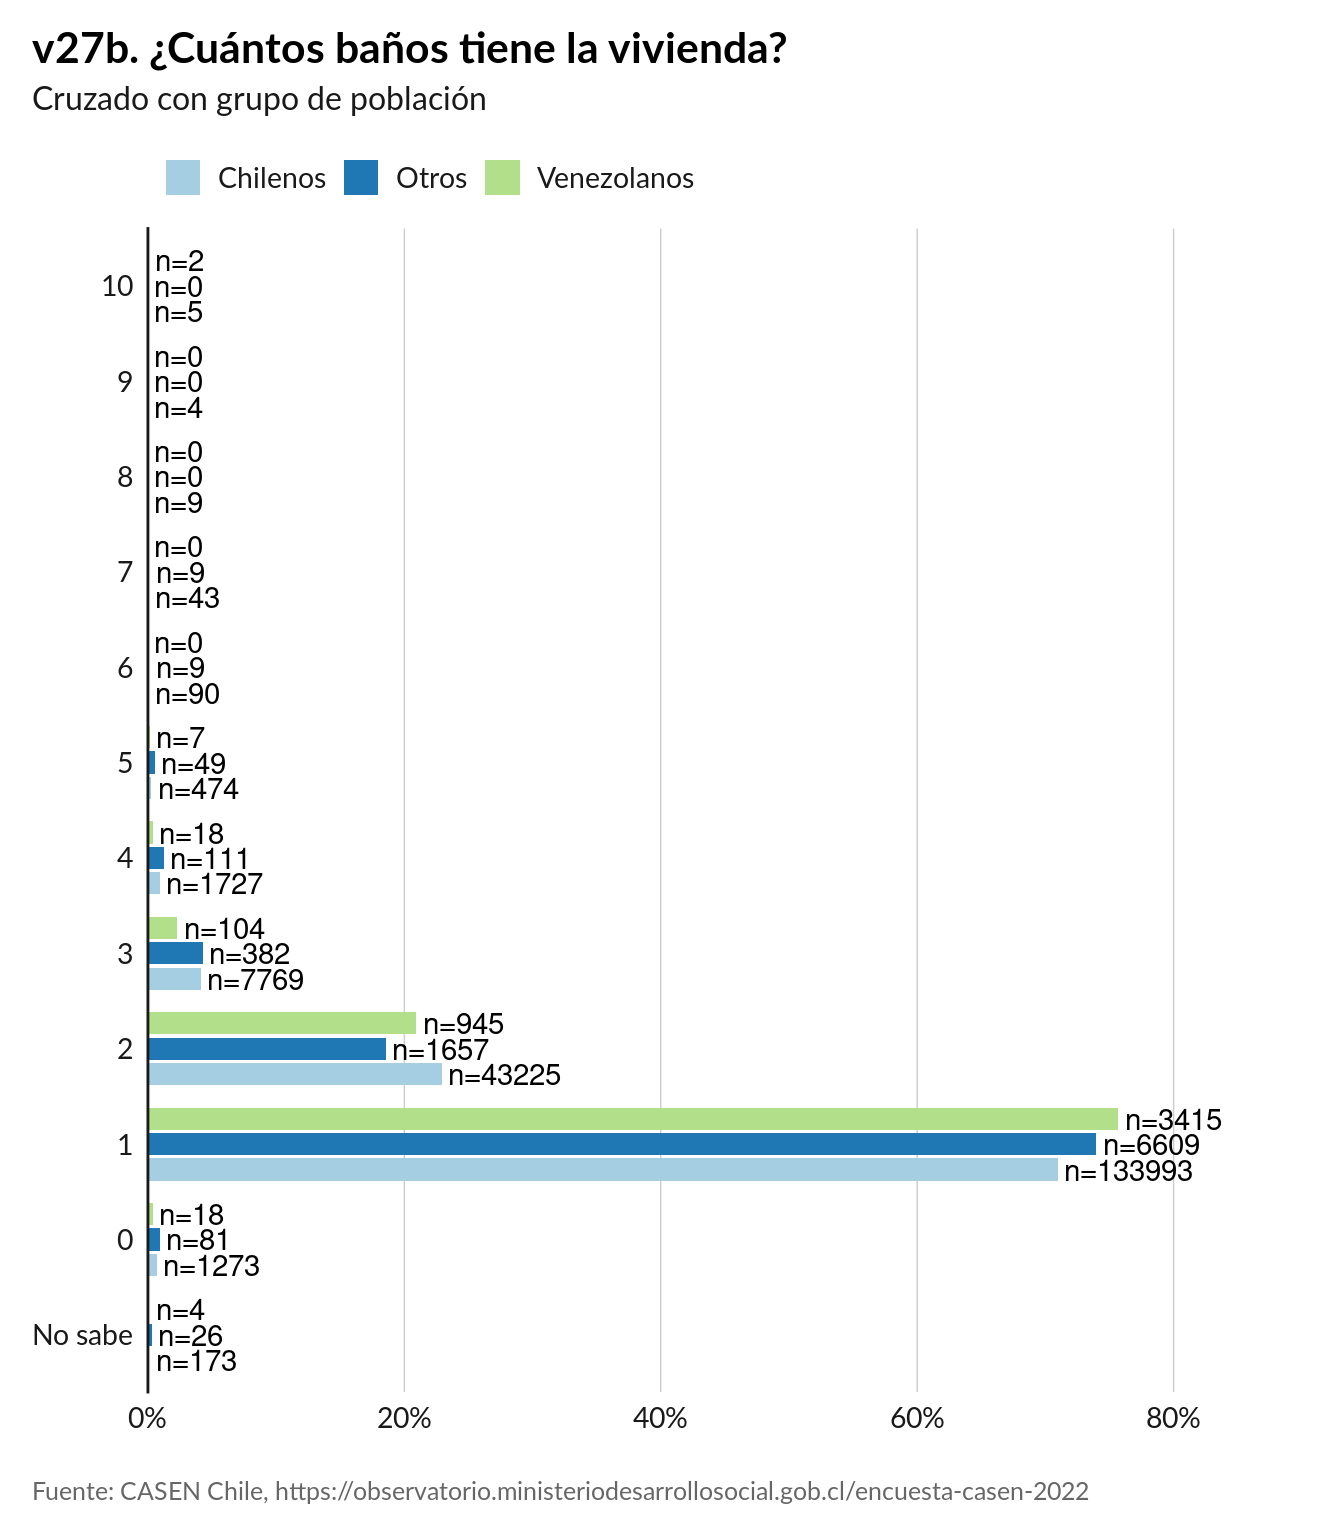 v27b. ¿Cuántos baños tiene la vivienda?
Cruzado con grupo de población
Chilenos Otros Venezolanos
n=2
10 n=0
n=5
n=0
9 n=0
n=4
n=0
8 n=0
n=9
n=0
7 n=9
n=43
n=0
6 n=9
n=90
n=7
5 n=49
n=474
n=18
4 n=111
n=1727
n=104
3 n=382
n=7769
n=945
2 n=1657
n=43225
n=3415
1 n=6609
n=133993
n=18
0 n=81
n=1273
n=4
No sabe n=26
n=173
0% 20% 40% 60% 80%
Fuente: CASEN Chile, https://observatorio.ministeriodesarrollosocial.gob.cl/encuesta-casen-2022